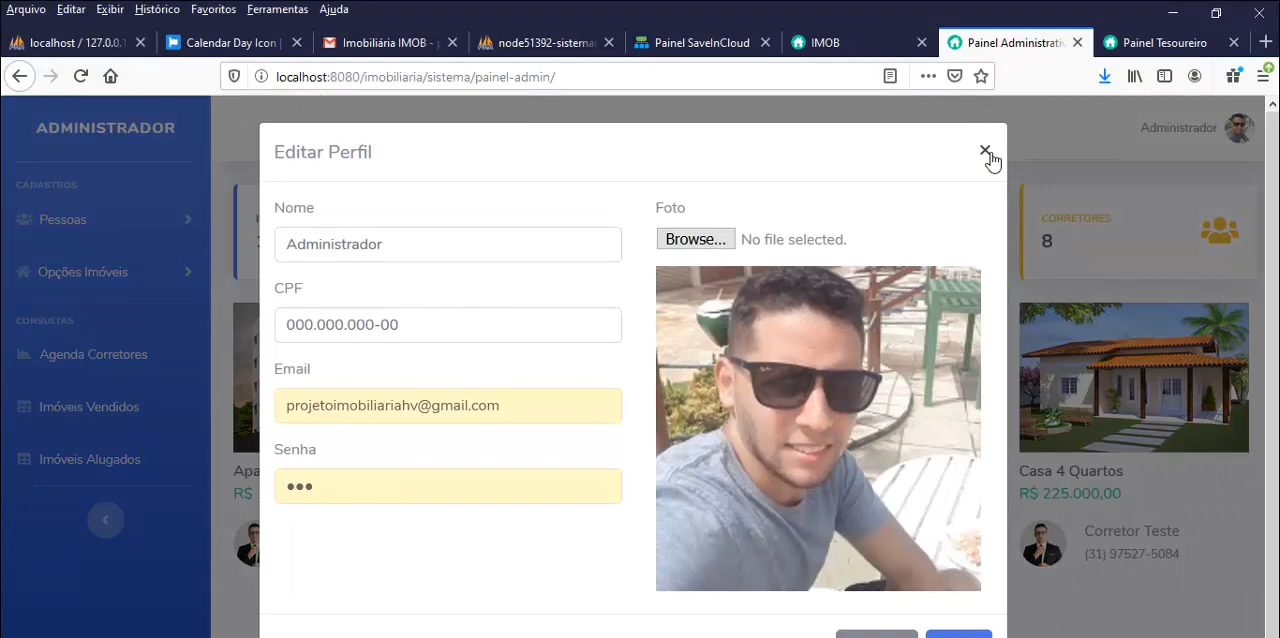 Arquivo Editar Exibir Histórico Favoritos Ferramentas Ajuda
localhost / 127.0.0.1 Calendar Day Icon Imobiliária IMOB - node51392-sistema Painel SaveInCloud IMOB Painel Administrativ Painel Tesoureiro
localhost:8080/imobiliaria/sistema/painel-admin/
ADMINISTRADOR
Administrador
Editar Perfil
CADASTROS
Pessoas
Opções Imóveis
CONSULTAS
Agenda Corretores
Imóveis Vendidos
Imóveis Alugados
Nome
Administrador
CPF
000.000.000-00
Email
projetoimobiliariahv@gmail.com
Senha
•••
Foto
Browse... No file selected.
CORRETORES
8
R$
Casa 4 Quartos
R$ 225.000,00
Corretor Teste
(31) 97527-5084